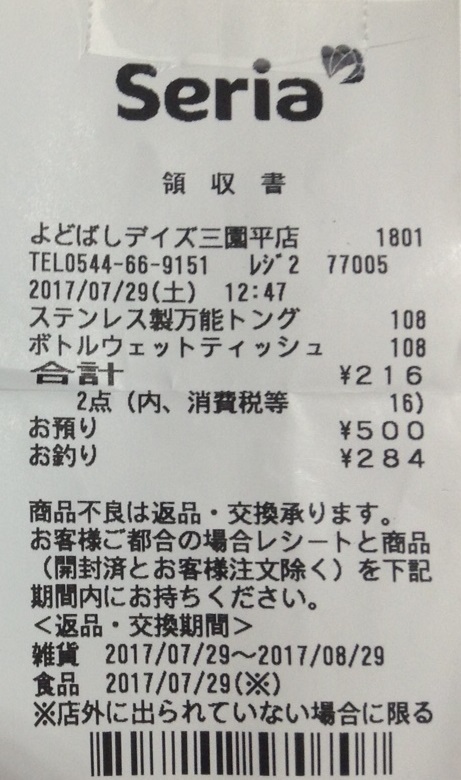 Seria
領収書
よどばしデイズ三園平店 1801
TEL0544-66-9151 ﾚｼﾞ2 77005
2017/07/29(土) 12:47
ステンレス製万能トング 108
ボトルウェットティッシュ 108
合計 ¥216
2点(内、消費税等 16)
お預り ¥500
お釣り ¥284
商品不良は返品・交換承ります。
お客様ご都合の場合レシートと商品
(開封済とお客様注文除く)を下記
期間内にお持ちください。
<返品・交換期間>
雑貨 2017/07/29~2017/08/29
食品 2017/07/29(※)
※店外に出られていない場合に限る